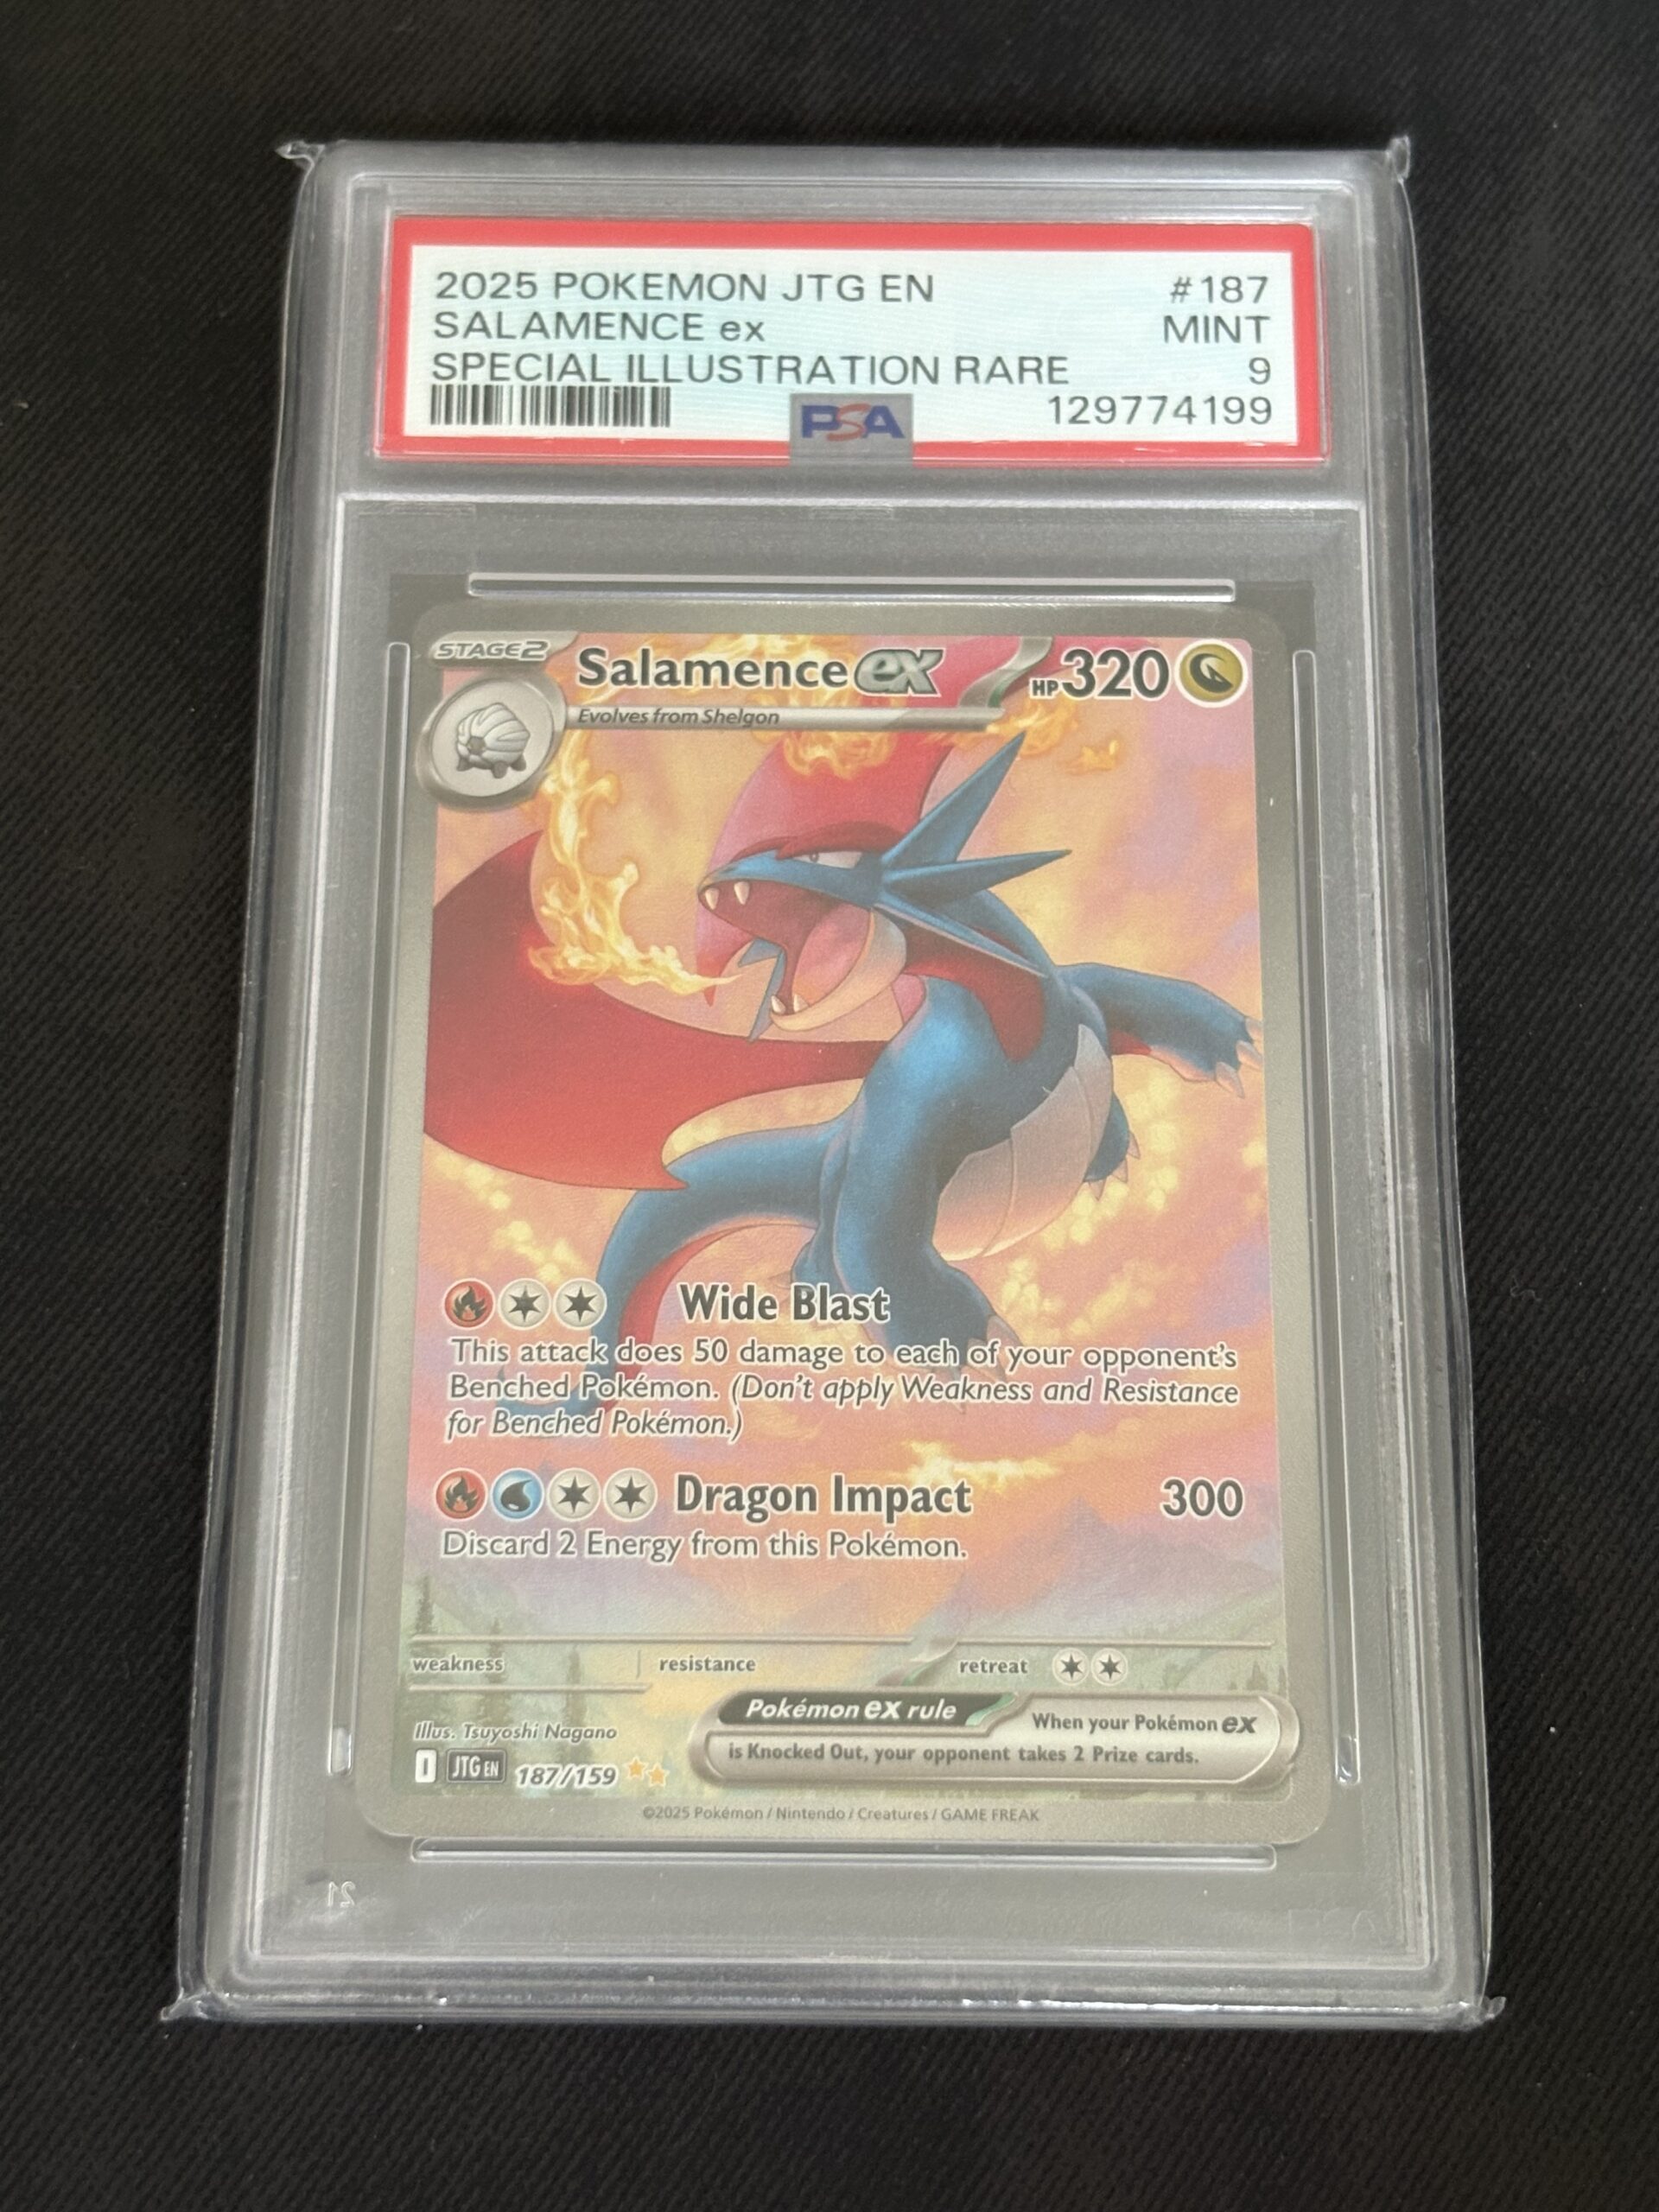 2025 POKEMON JTG EN #187
SALAMENCE ex MINT
SPECIAL ILLUSTRATION RARE 9
PSA 129774199
STAGE2 Salamence ex HP320
Evolves from Shelgon
Wide Blast
This attack does 50 damage to each of your opponent's
Benched Pokémon. (Don't apply Weakness and Resistance
for Benched Pokémon.)
Dragon Impact 300
Discard 2 Energy from this Pokémon.
weakness resistance retreat
Pokémon ex rule
When your Pokémon ex
is Knocked Out, your opponent takes 2 Prize cards.
Illus. Tsuyoshi Nagano
I JTG EN 187/159
©2025 Pokémon / Nintendo / Creatures / GAME FREAK
21